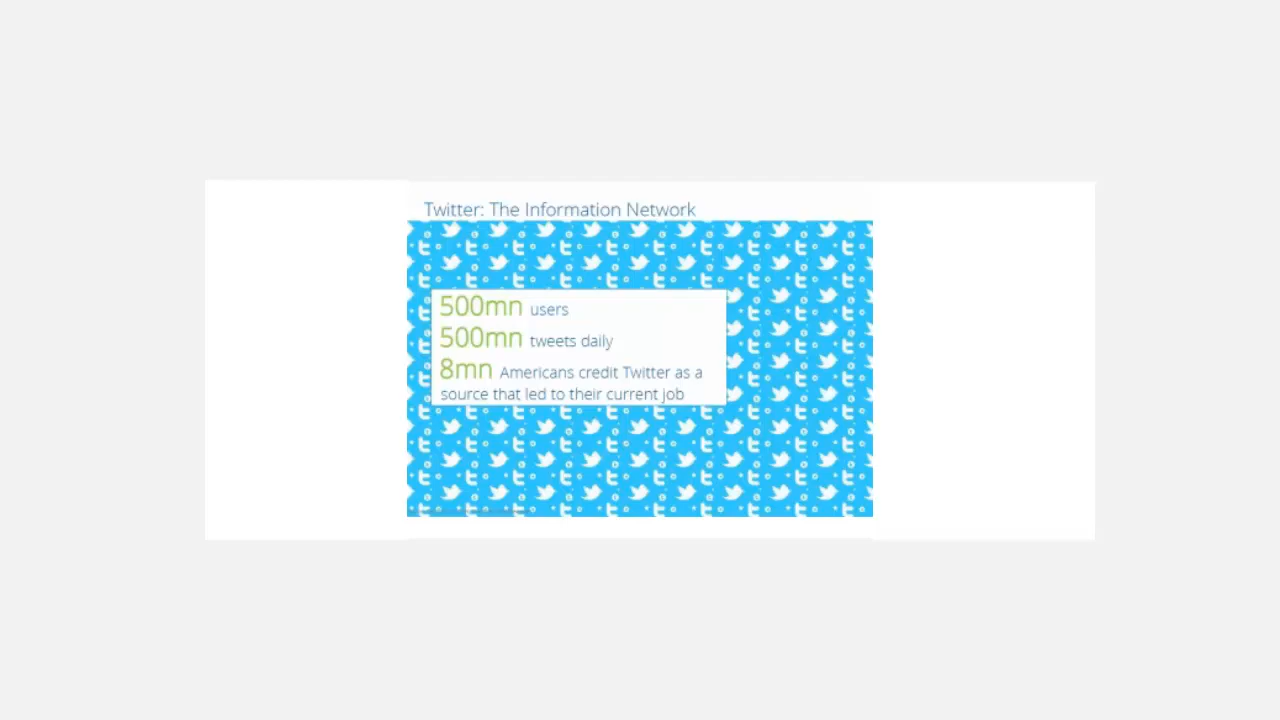 Twitter: The Information Network
500mn users
500mn tweets daily
8mn Americans credit Twitter as a
source that led to their current job